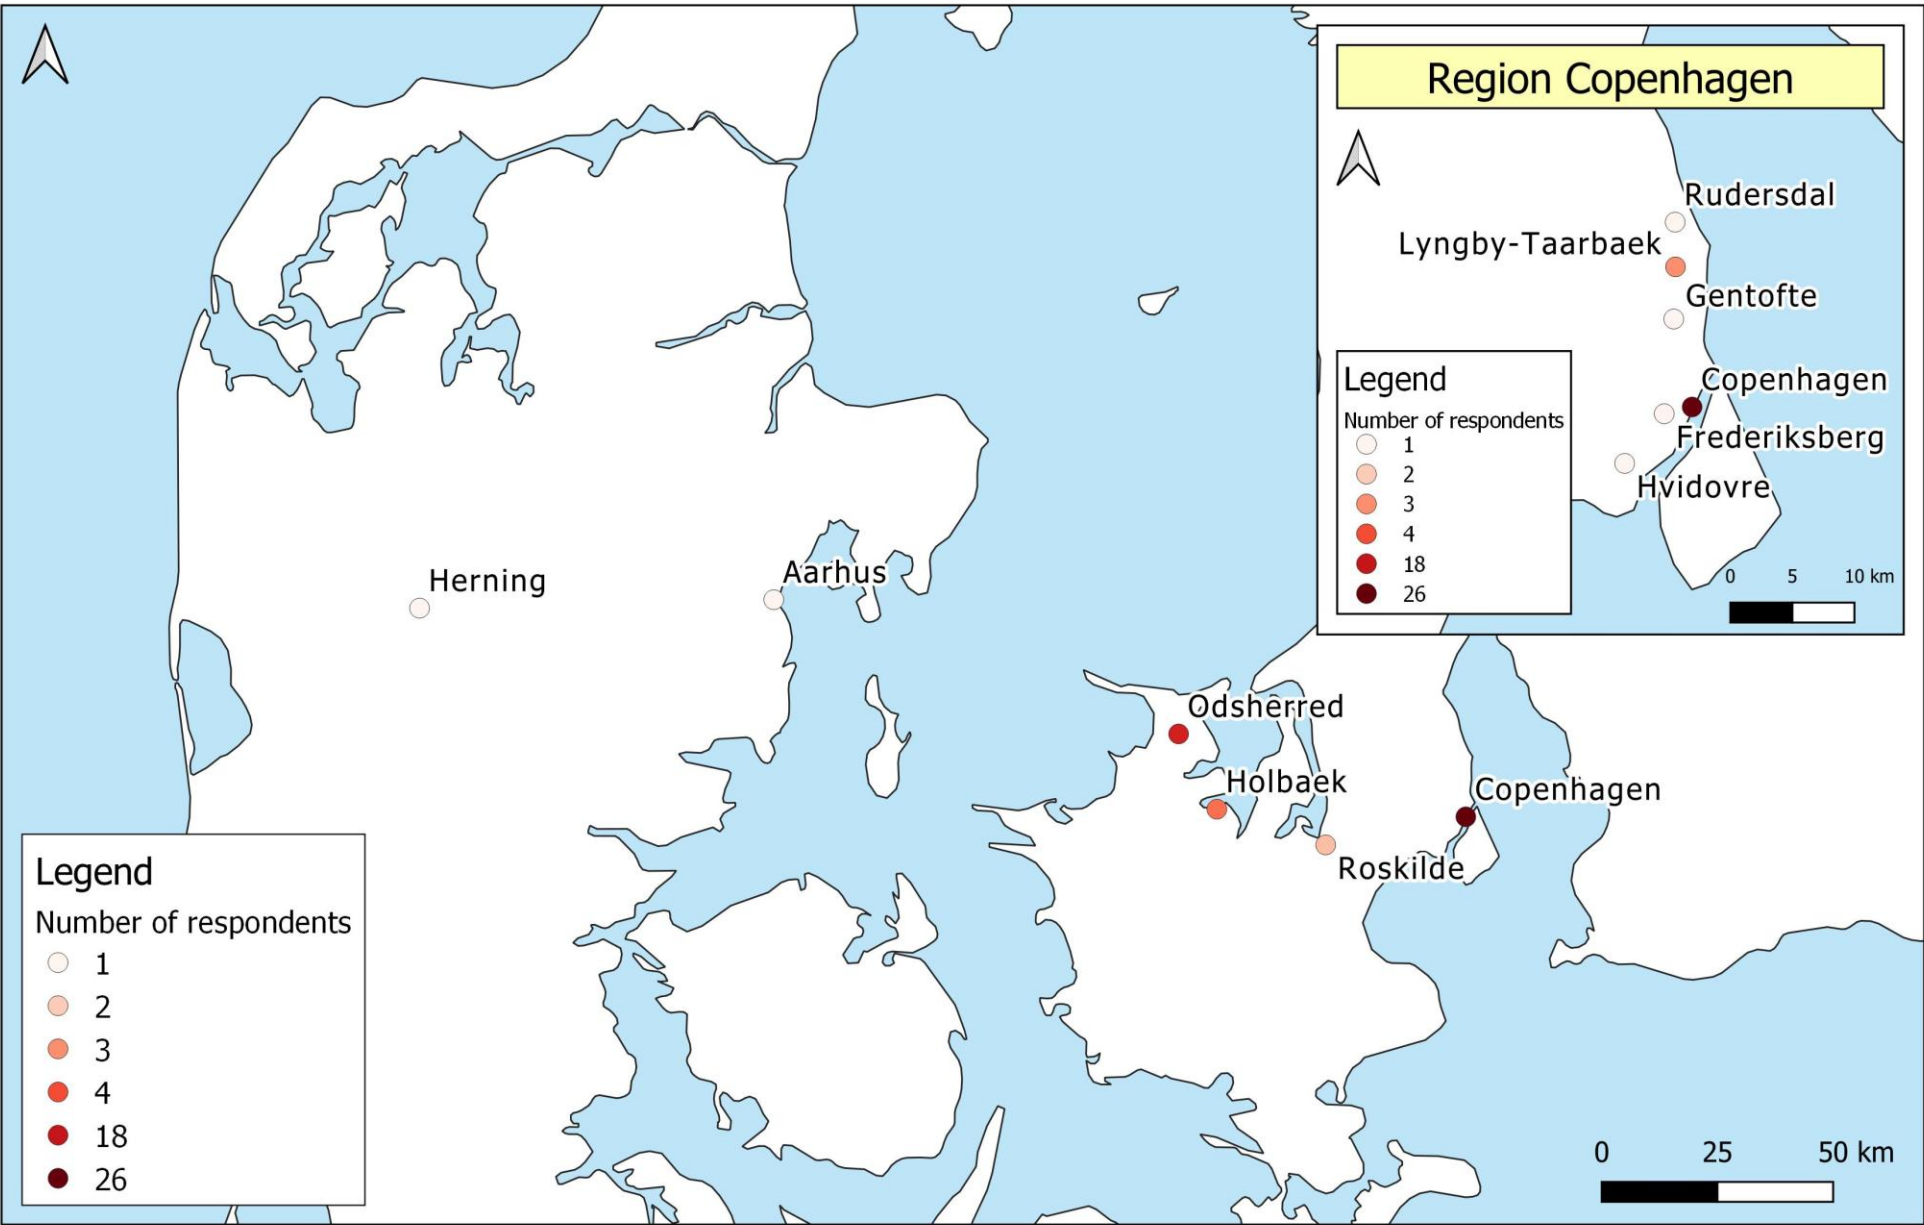 Region Copenhagen
Rudersdal
Lyngby-Taarbaek
Gentofte
Copenhagen
Frederiksberg
Hvidovre
Legend
Number of respondents
1
2
3
4
18
26
0 5 10 km
Herning
Aarhus
Odsherred
Holbaek
Copenhagen
Roskilde
Legend
Number of respondents
1
2
3
4
18
26
0 25 50 km